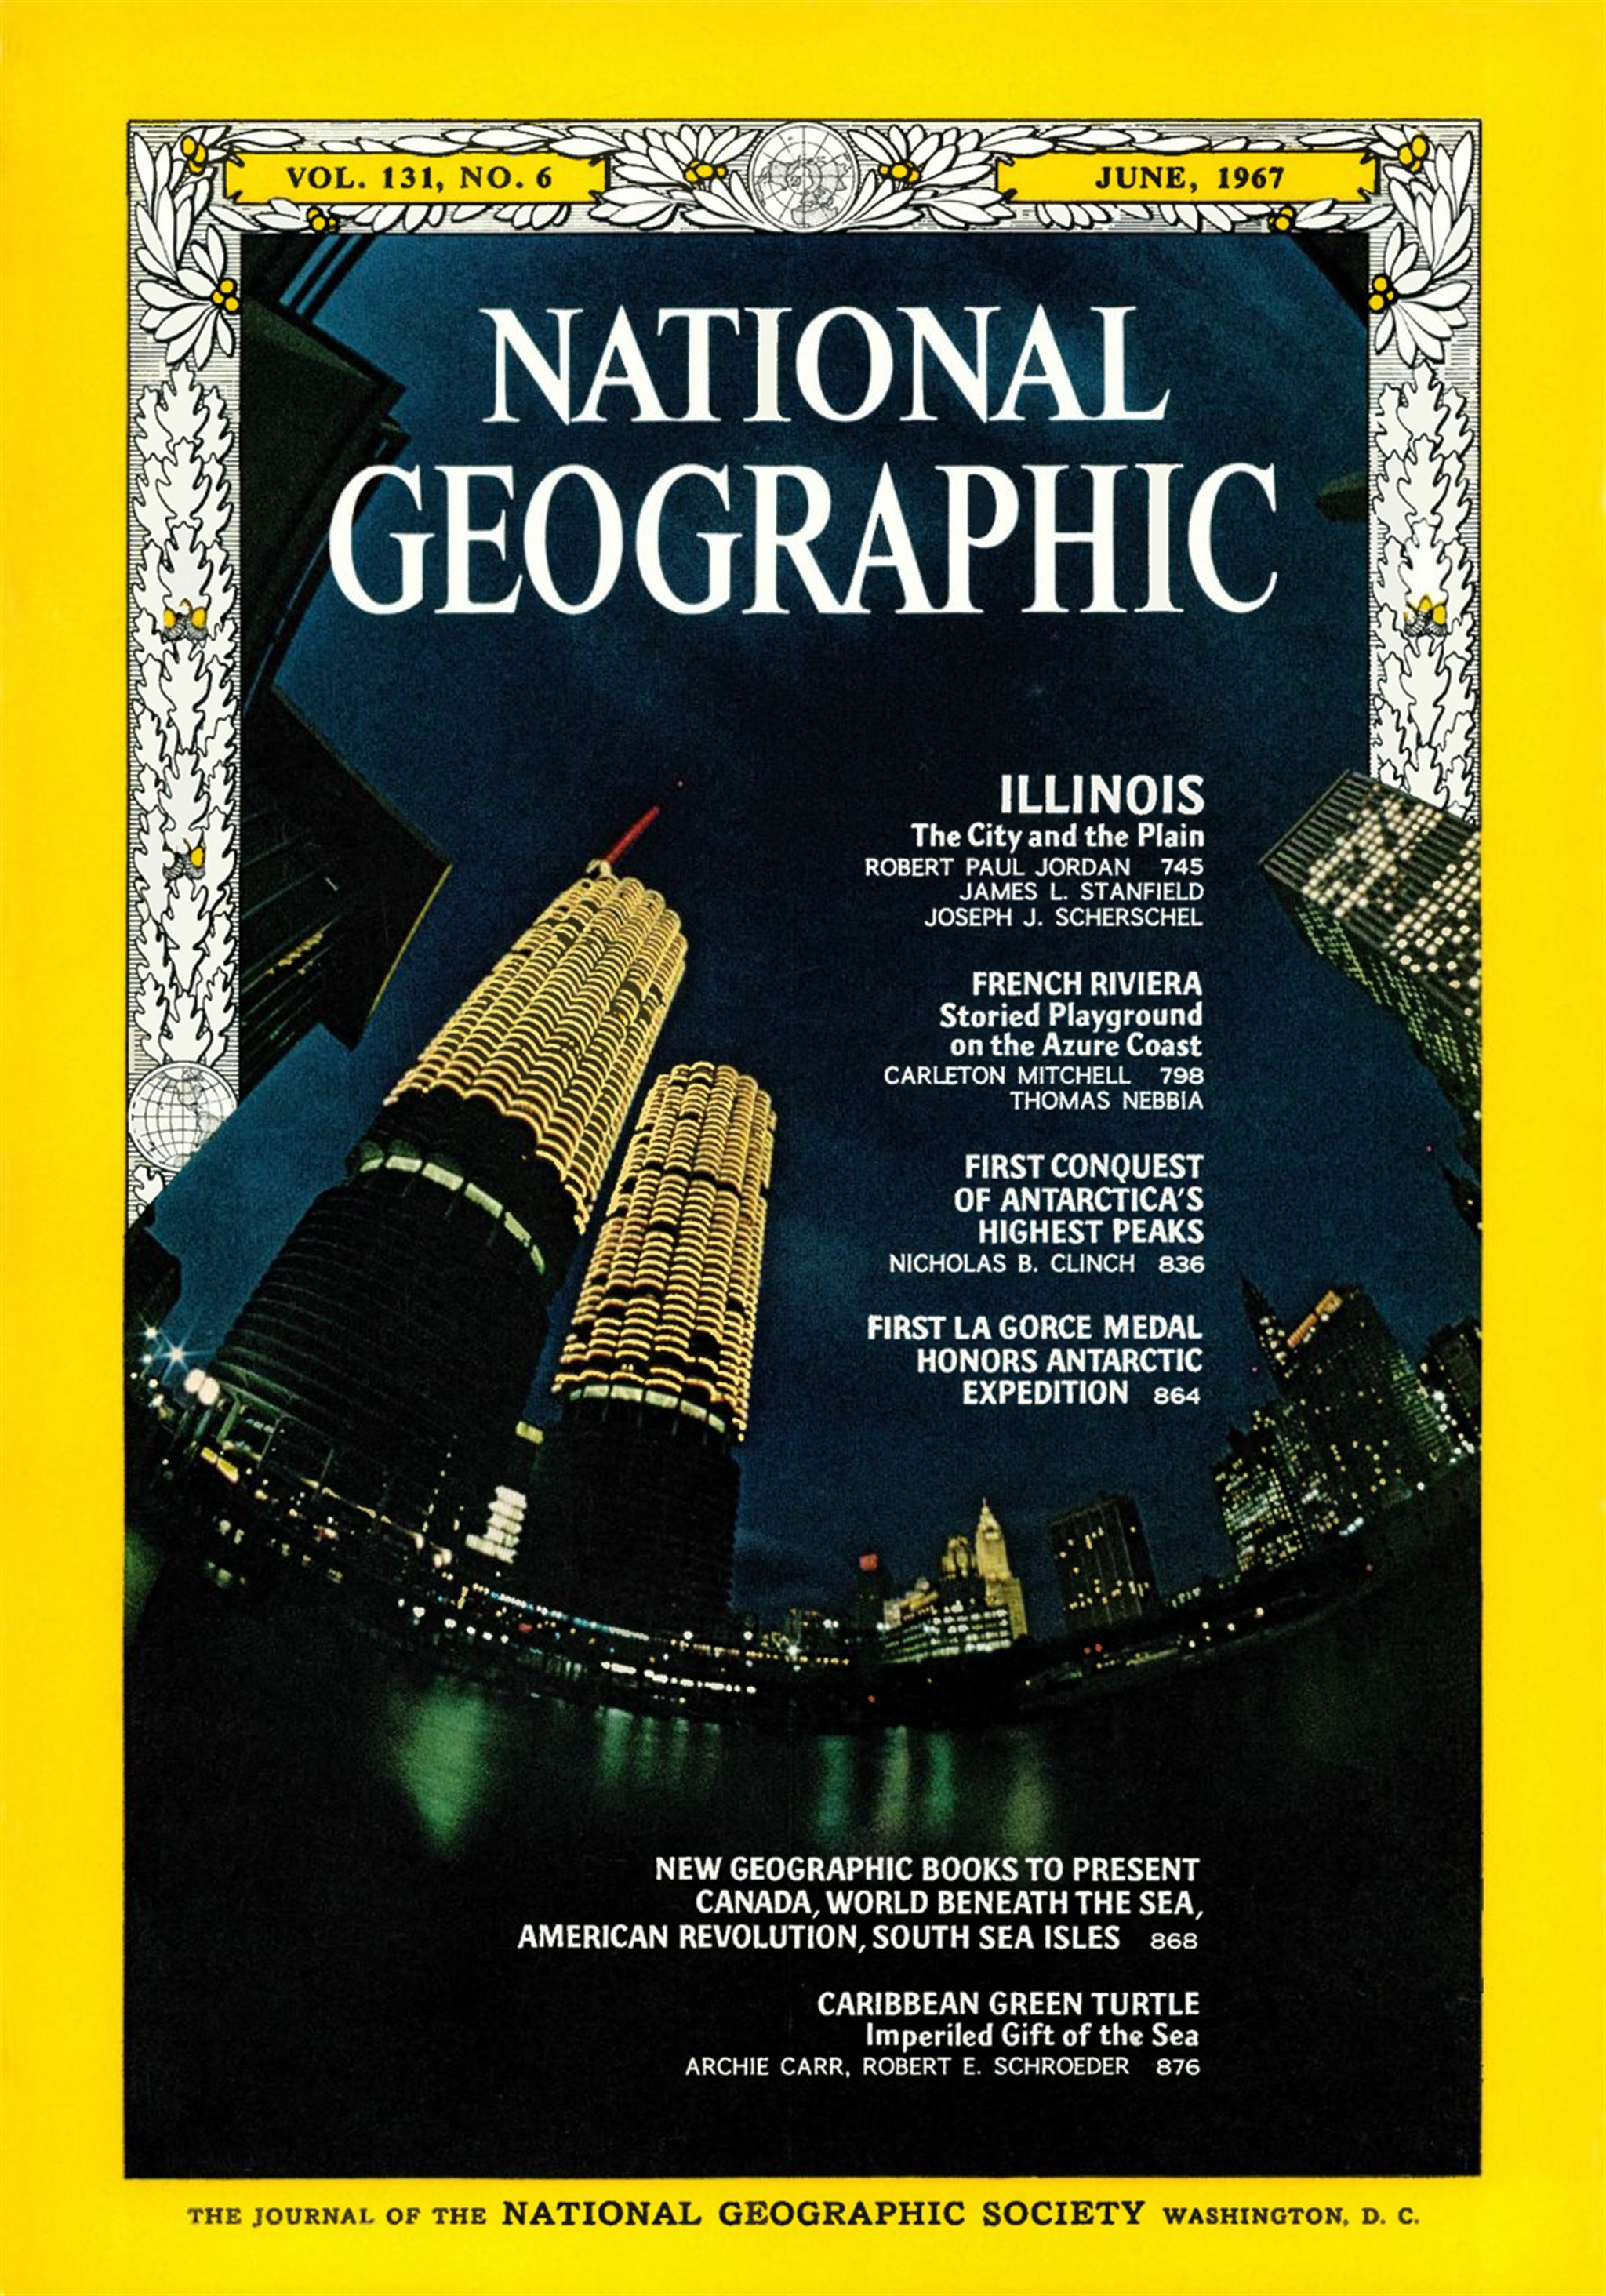 VOL. 131, NO. 6
JUNE, 1967
NATIONAL
GEOGRAPHIC
ILLINOIS
The City and the Plain
ROBERT PAUL JORDAN 745
JAMES L. STANFIELD
JOSEPH J. SCHERSCHEL
FRENCH RIVIERA
Storied Playground
on the Azure Coast
CARLETON MITCHELL 798
THOMAS NEBBIA
FIRST CONQUEST
OF ANTARCTICA'S
HIGHEST PEAKS
NICHOLAS B. CLINCH 836
FIRST LA GORCE MEDAL
HONORS ANTARCTIC
EXPEDITION 864
NEW GEOGRAPHIC BOOKS TO PRESENT
CANADA, WORLD BENEATH THE SEA,
AMERICAN REVOLUTION, SOUTH SEA ISLES 868
CARIBBEAN GREEN TURTLE
Imperiled Gift of the Sea
ARCHIE CARR, ROBERT E. SCHROEDER 876
THE JOURNAL OF THE NATIONAL GEOGRAPHIC SOCIETY WASHINGTON, D. C.